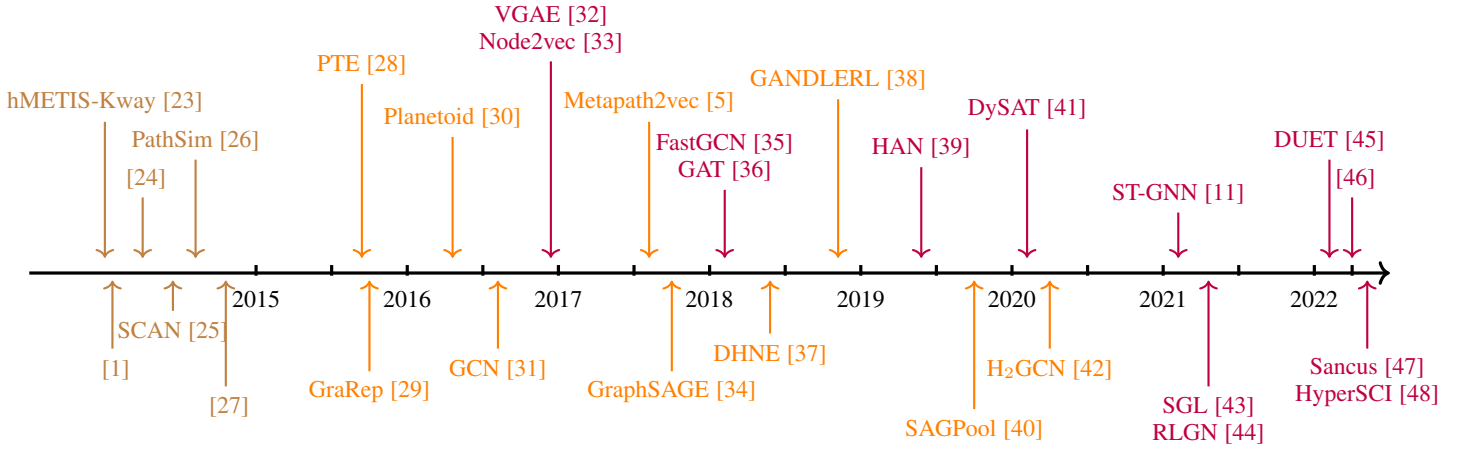 VGAE [32]
Node2vec [33]
PTE [28]
GANDLERL [38]
hMETIS-Kway [23]
Metapath2vec [5]
DySAT [41]
Planetoid [30]
PathSim [26]
FastGCN [35]
GAT [36]
HAN [39]
DUET [45]
[24]
[46]
ST-GNN [11]
2015 2016 2017 2018 2019 2020 2021 2022
SCAN [25]
[1]
DHNE [37]
GCN [31]
H₂GCN [42]
Sancus [47]
HyperSCI [48]
GraRep [29]
GraphSAGE [34]
[27]
SGL [43]
RLGN [44]
SAGPool [40]